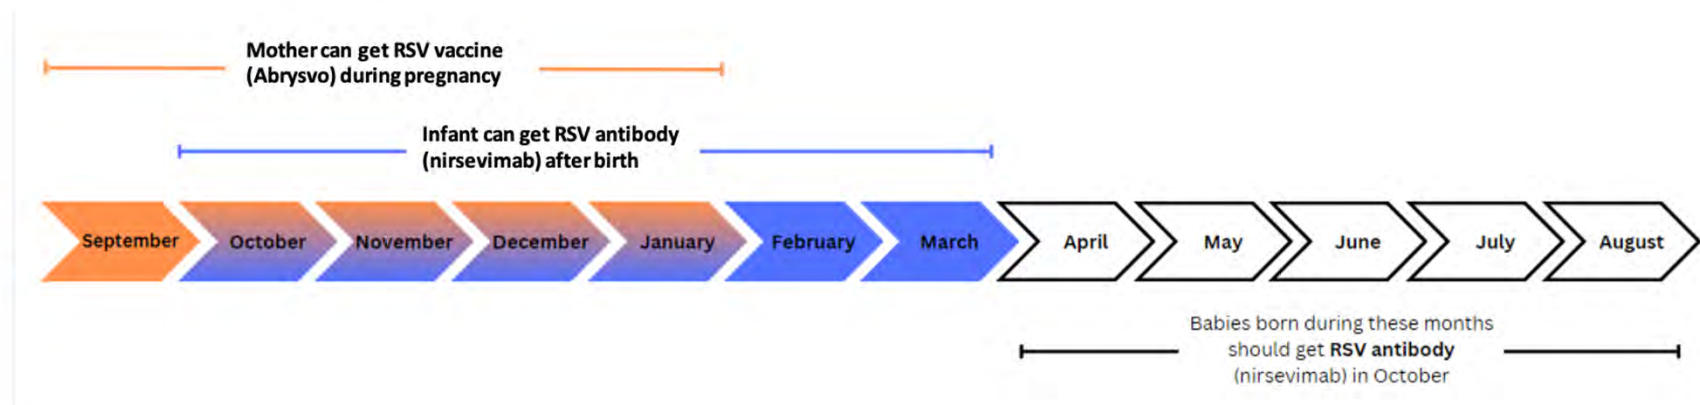 Mother can get RSV vaccine
(Abrysvo) during pregnancy
Infant can get RSV antibody
(nirsevimab) after birth
September
October
November
December
January
February
March
April
May
June
July
August
Babies born during these months
should get RSV antibody
(nirsevimab) in October